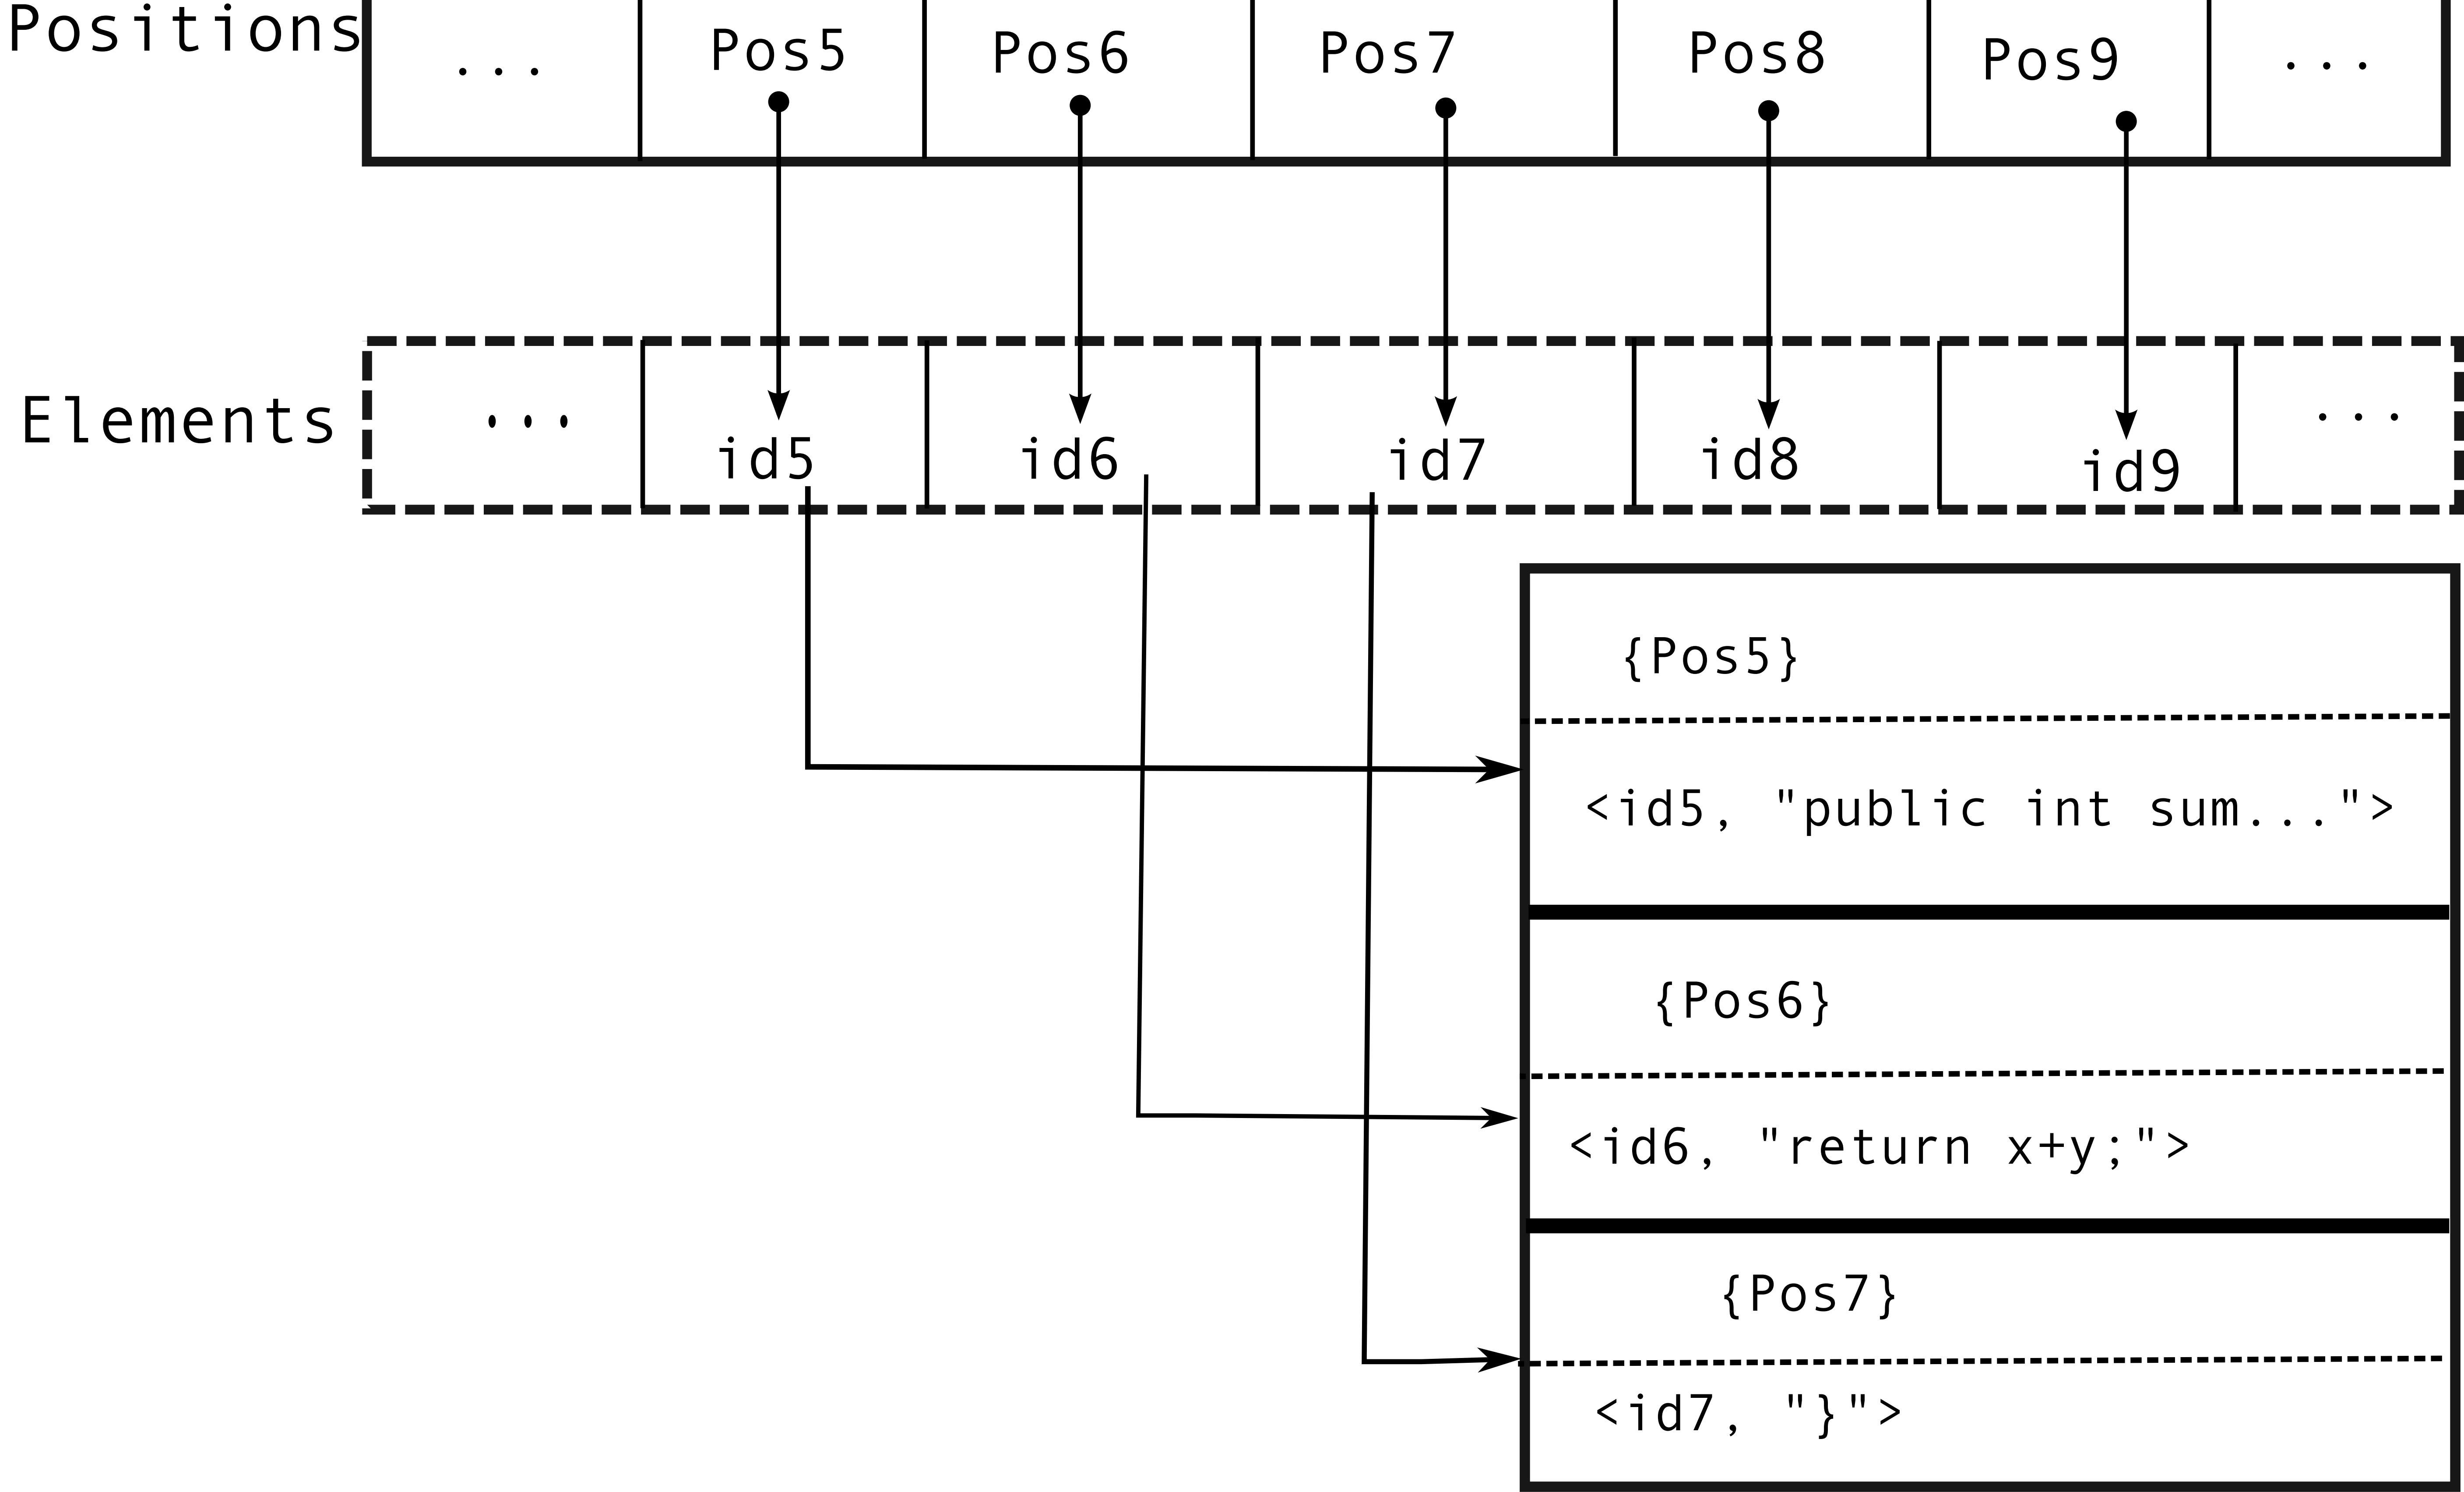 Positions ... Pos5 Pos6 Pos7 Pos8 Pos9 ...
Elements ... id5 id6 id7 id8 id9 ...
{Pos5}
<id5, "public int sum...">
{Pos6}
<id6, "return x+y;">
{Pos7}
<id7, "}">